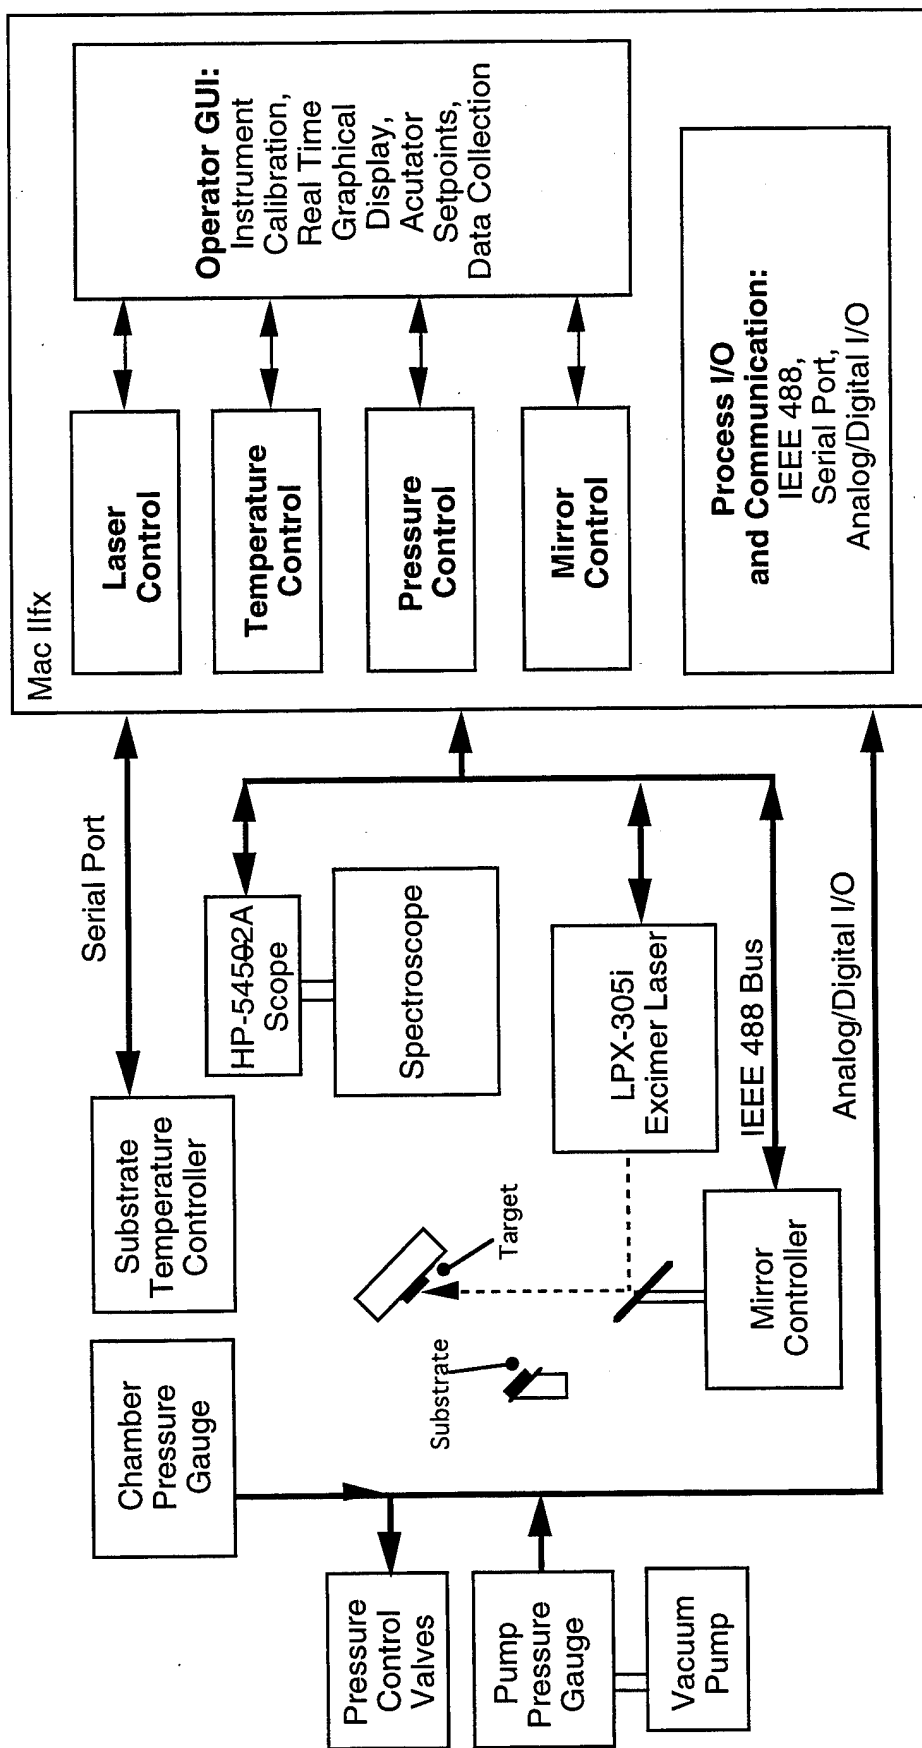 Chamber
Pressure
Gauge
Substrate
Temperature
Controller
Serial Port
Mac IIfx
Laser
Control
Temperature
Control
Pressure
Control
Mirror
Control
Operator GUI:
Instrument
Calibration,
Real Time
Graphical
Display,
Acutator
Setpoints,
Data Collection
Process I/O
and Communication:
IEEE 488,
Serial Port,
Analog/Digital I/O
HP-54502A
Scope
Spectroscope
LPX-305i
Excimer Laser
IEEE 488 Bus
Analog/Digital I/O
Target
Substrate
Mirror
Controller
Pressure
Control
Valves
Pump
Pressure
Gauge
Vacuum
Pump